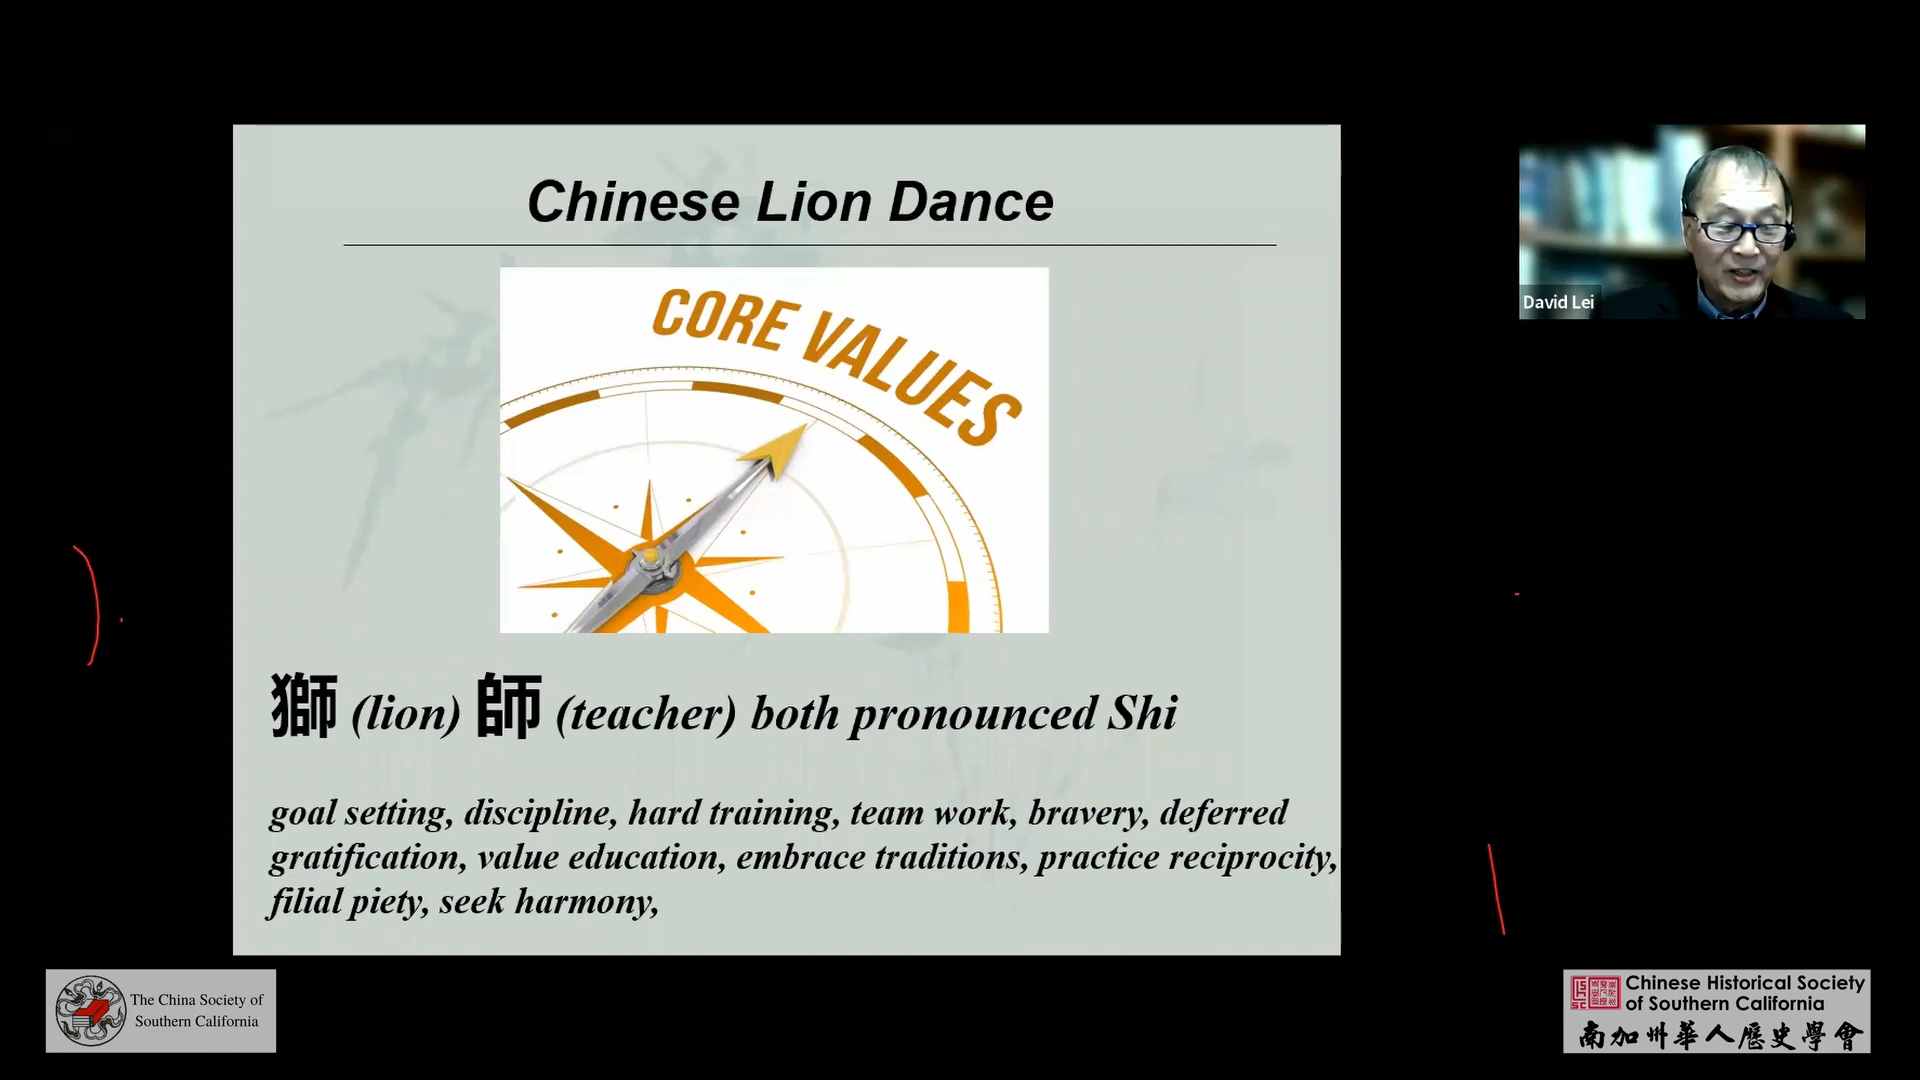 Chinese Lion Dance
CORE VALUES
獅 (lion) 師 (teacher) both pronounced Shi
goal setting, discipline, hard training, team work, bravery, deferred
gratification, value education, embrace traditions, practice reciprocity,
filial piety, seek harmony,
David Lei
The China Society of
Southern California
Chinese Historical Society
of Southern California
南加州華人歷史學會